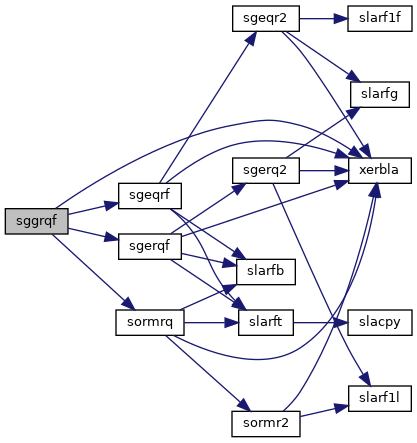 sgeqr2
slarf1f
slarfg
sgerq2
xerbla
sgeqrf
sggrqf
sgerqf
slarfb
sormrq
slarft
slacpy
slarf1l
sormr2